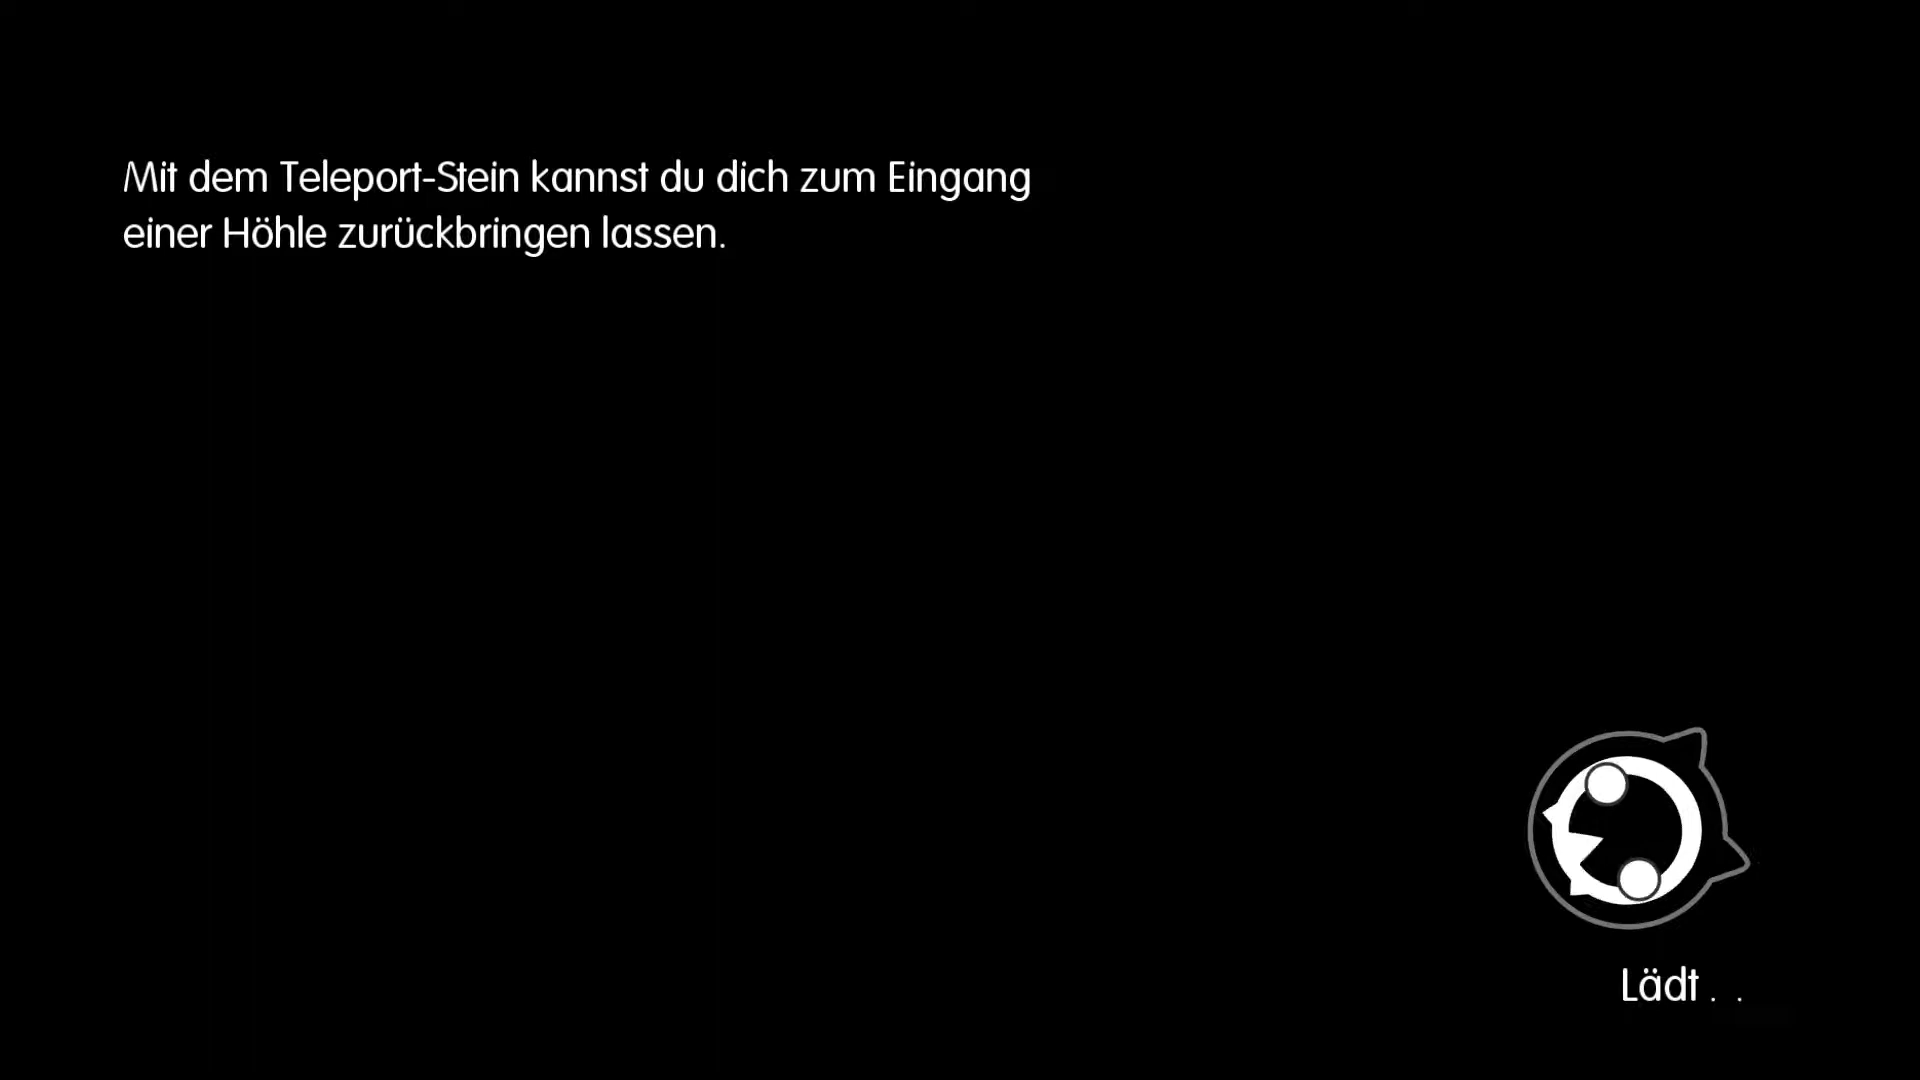 Mit dem Teleport-Stein kannst du dich zum Eingang
einer Höhle zurückbringen lassen.
Lädt . .